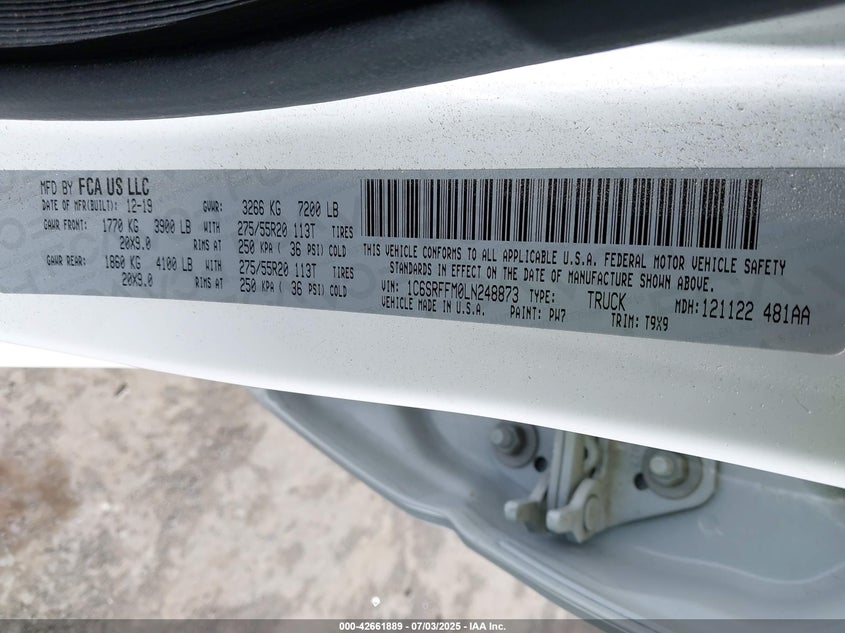 MFD BY FCA US LLC
DATE OF MFR(BUILT): 12-19 GVWR: 3266 KG 7200 LB
GAWR FRONT: 1770 KG 3900 LB WITH 275/55R20 113T TIRES
20X9.0 RIMS AT 250 KPA ( 36 PSI) COLD
GAWR REAR: 1860 KG 4100 LB WITH 275/55R20 113T TIRES
20X9.0 RIMS AT 250 KPA ( 36 PSI) COLD
THIS VEHICLE CONFORMS TO ALL APPLICABLE U.S.A. FEDERAL MOTOR VEHICLE SAFETY
STANDARDS IN EFFECT ON THE DATE OF MANUFACTURE SHOWN ABOVE.
VIN: 1C6SRFFM0LN248873 TYPE: TRUCK MDH: 121122 481AA
VEHICLE MADE IN U.S.A. PAINT: PW7 TRIM: T9X9
000-42661889 - 07/03/2025 - IAA Inc.